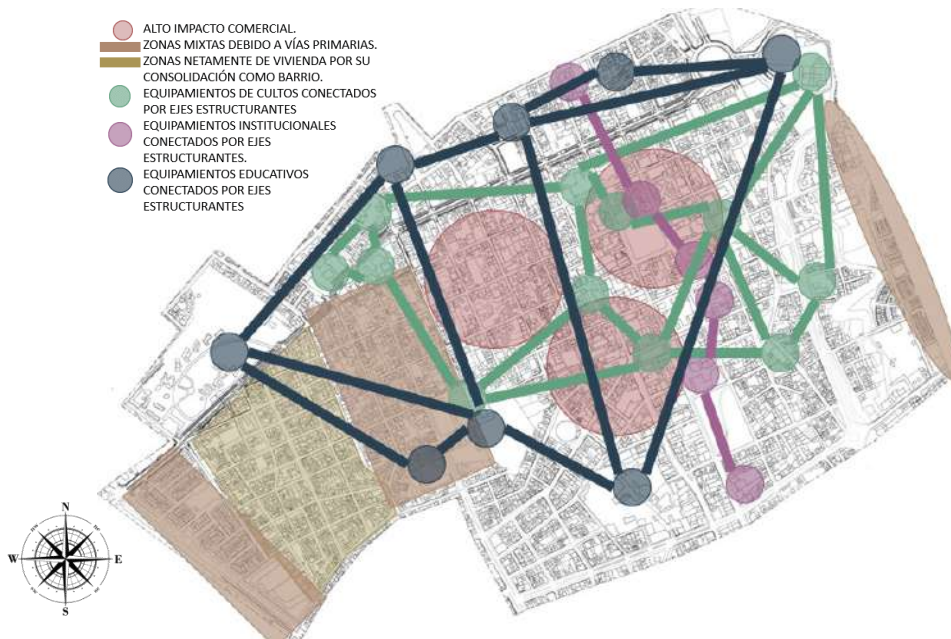 ALTO IMPACTO COMERCIAL.
ZONAS MIXTAS DEBIDO A VÍAS PRIMARIAS.
ZONAS NETAMENTE DE VIVIENDA POR SU
CONSOLIDACIÓN COMO BARRIO.
EQUIPAMIENTOS DE CULTOS CONECTADOS
POR EJES ESTRUCTURANTES
EQUIPAMIENTOS INSTITUCIONALES
CONECTADOS POR EJES
ESTRUCTURANTES.
EQUIPAMIENTOS EDUCATIVOS
CONECTADOS POR EJES
ESTRUCTURANTES
N
W E
S